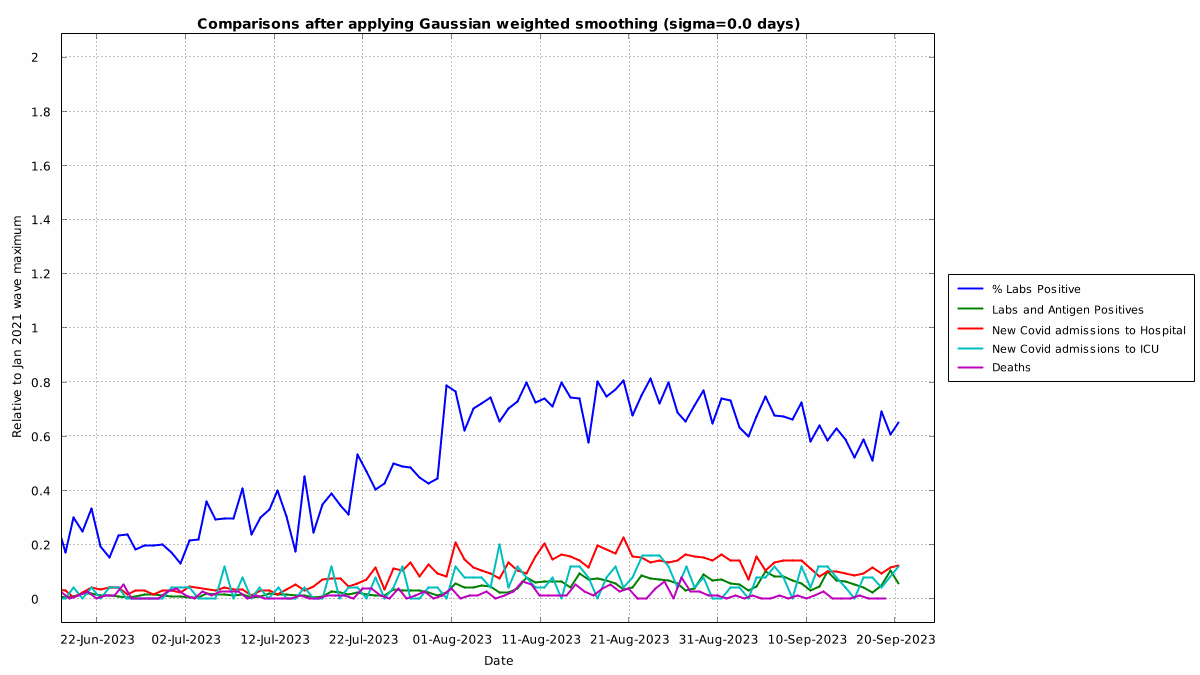 Comparisons after applying Gaussian weighted smoothing (sigma=0.0 days)
Relative to Jan 2021 wave maximum
2
1.8
1.6
1.4
1.2
1
0.8
0.6
0.4
0.2
0
22-Jun-2023 02-Jul-2023 12-Jul-2023 22-Jul-2023 01-Aug-2023 11-Aug-2023 21-Aug-2023 31-Aug-2023 10-Sep-2023 20-Sep-2023
Date
% Labs Positive
Labs and Antigen Positives
New Covid admissions to Hospital
New Covid admissions to ICU
Deaths